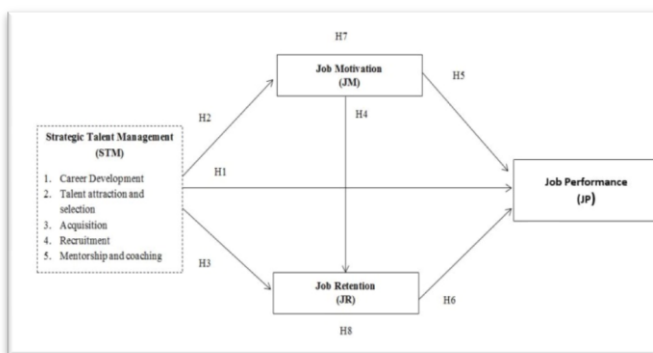 H7
Job Motivation
(JM)
H5
H2
H4
Strategic Talent Management
(STM)
1. Career Development
2. Talent attraction and
selection
3. Acquisition
4. Recruitment
5. Mentorship and coaching
H1
Job Performance
(JP)
H3
Job Retention
(JR)
H6
H8